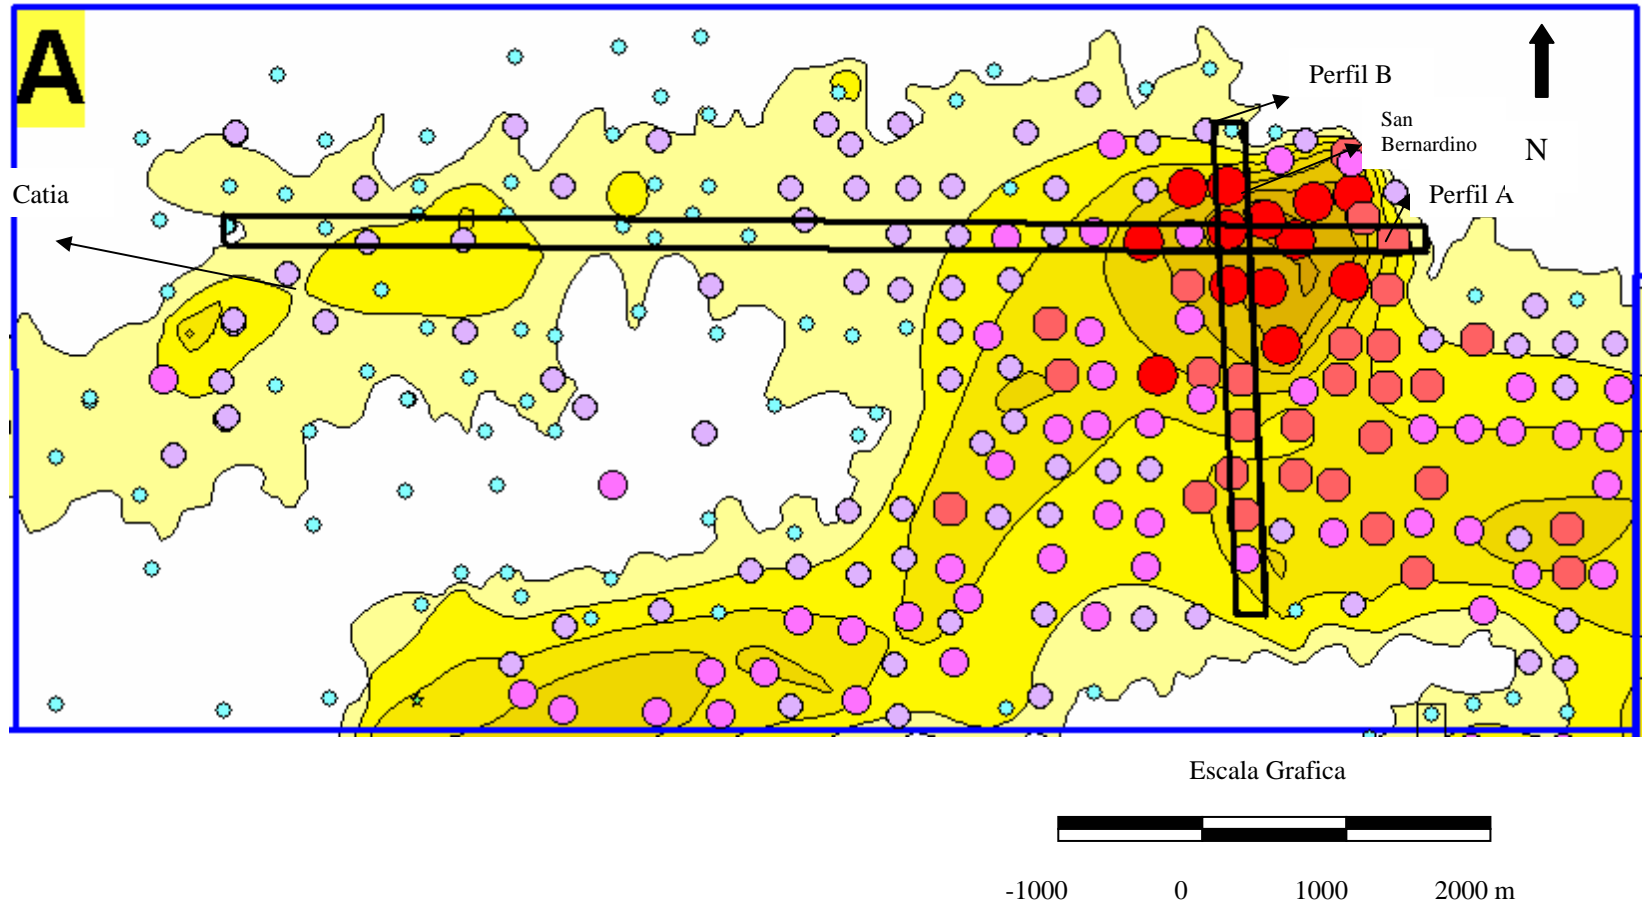 A
Perfil B
San
Bernardino
N
Catia
Perfil A
Escala Grafica
-1000 0 1000 2000 m